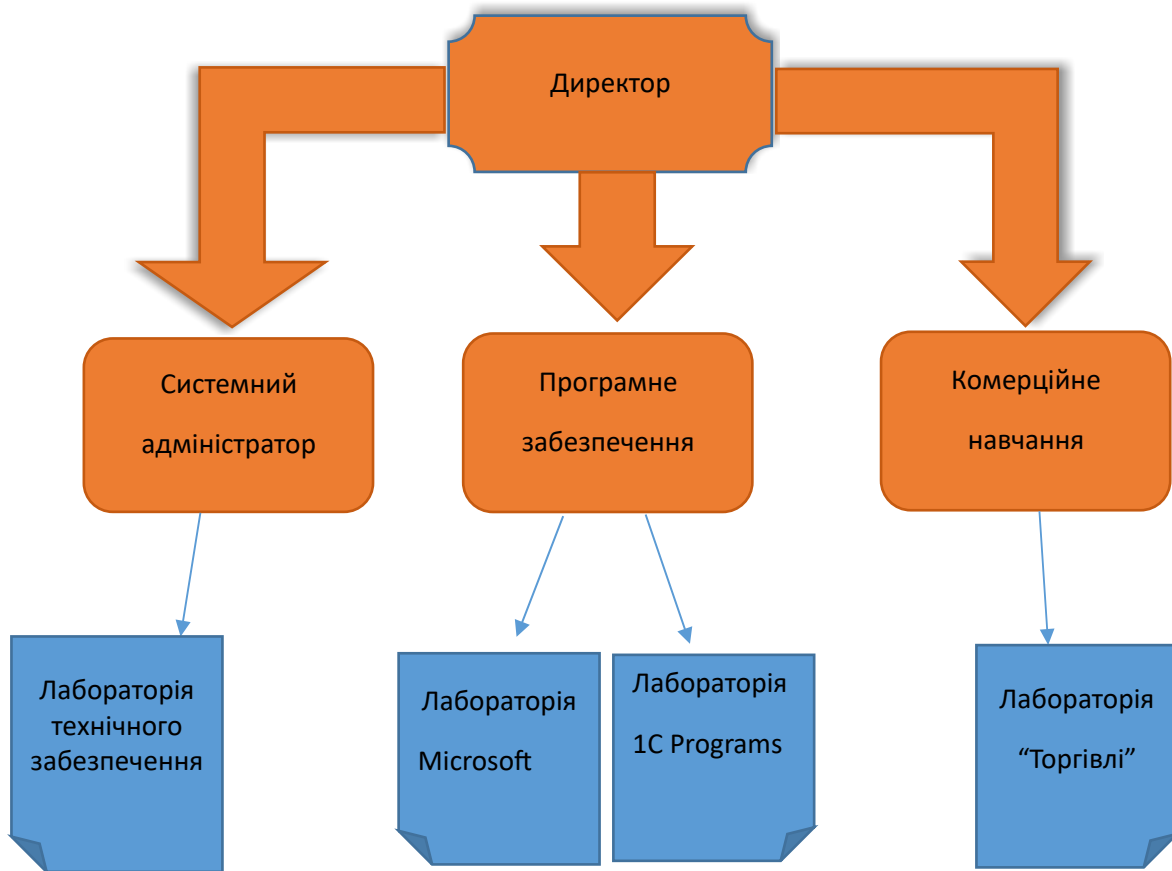 Директор
Системний
адміністратор
Програмне
забезпечення
Комерційне
навчання
Лабораторія
технічного
забезпечення
Лабораторія
Microsoft
Лабораторія
1C Programs
Лабораторія
“Торгівлі”